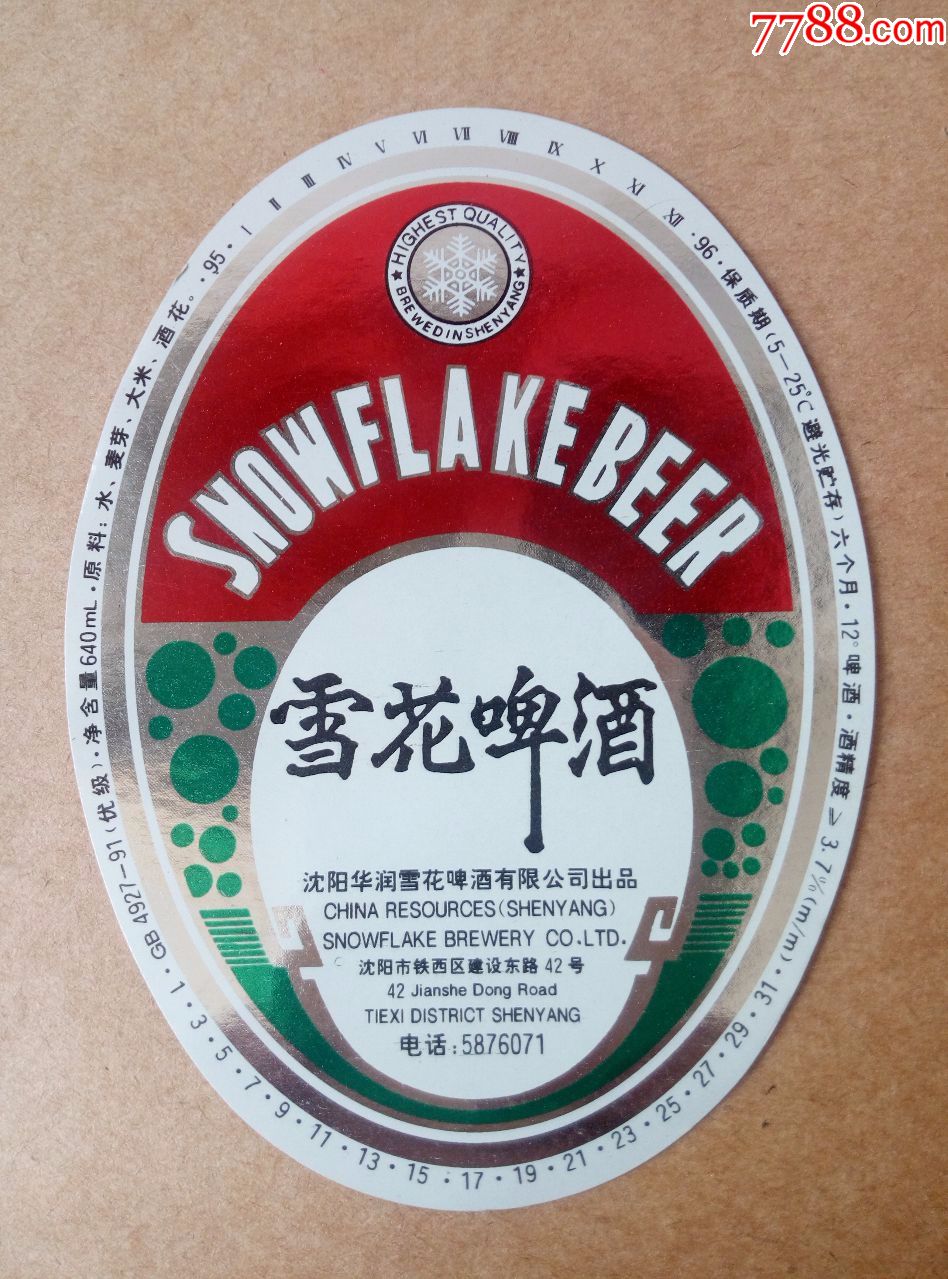 7788.com
HIGHEST QUALITY
★ BREWED IN SHENYANG ★
SNOWFLAKE BEER
雪花啤酒
沈阳华润雪花啤酒有限公司出品
CHINA RESOURCES(SHENYANG)
SNOWFLAKE BREWERY CO.LTD.
沈阳市铁西区建设东路 42 号
42 Jianshe Dong Road
TIEXI DISTRICT SHENYANG
电话:5876071
·GB 4927-91(优级)·净含量640mL·原料:水、麦芽、大米、酒花。·95·Ⅰ Ⅱ Ⅲ Ⅳ Ⅴ Ⅵ Ⅶ Ⅷ Ⅸ Ⅹ Ⅺ Ⅻ·96·保质期(5—25℃避光贮存)六个月·12°啤酒·酒精度≥3.7%(m/m)
·1·3·5·7·9·11·13·15·17·19·21·23·25·27·29·31·